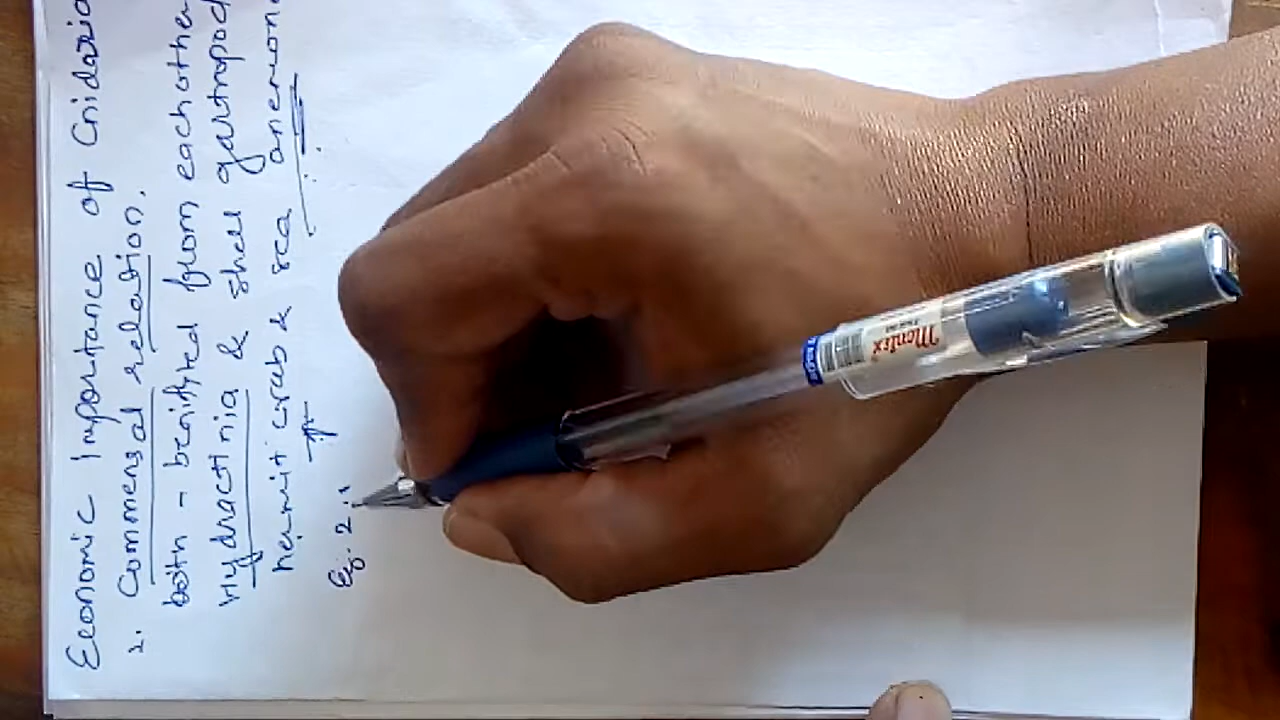 Economic Importance of Cnidaria
2. Commensal relation.
both - benifited from eachother
Hydractinia & shell gastropod
hermit crab & sea anemone
Eg. 2.
Montex